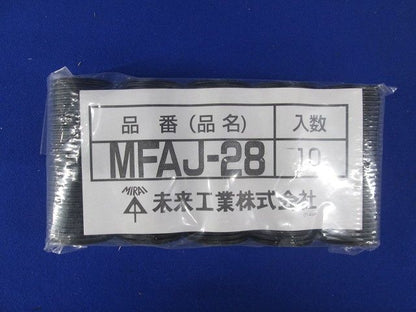 品 番 (品 名) 入数
MFAJ-28 10
MIRAI 未来工業株式会社